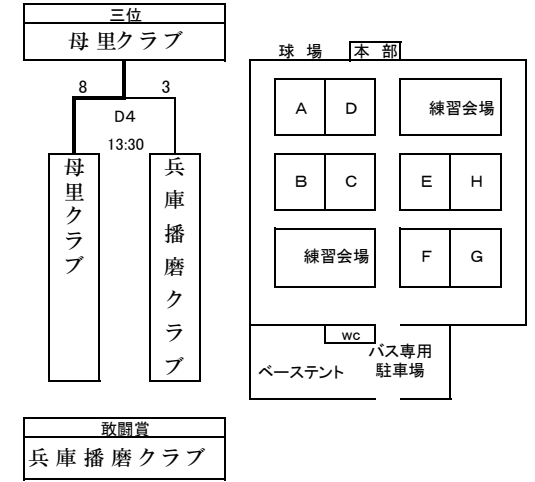 三位
母里クラブ
8 3
D4
13:30
母里クラブ
兵庫播磨クラブ
敢闘賞
兵庫播磨クラブ
球場 本部
A D 練習会場
B C E H
練習会場 F G
wc
バス専用
駐車場
ベーステント